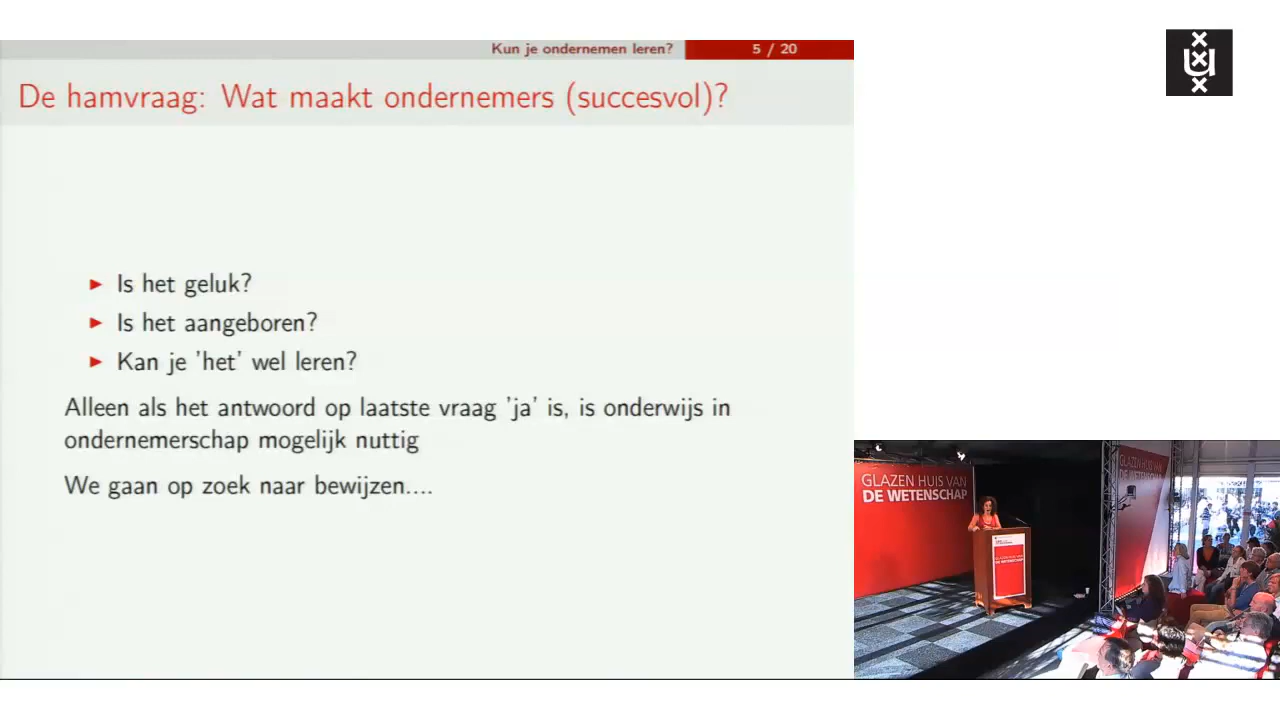 Kun je ondernemen leren?
5 / 20
De hamvraag: Wat maakt ondernemers (succesvol)?
► Is het geluk?
► Is het aangeboren?
► Kan je 'het' wel leren?
Alleen als het antwoord op laatste vraag 'ja' is, is onderwijs in
ondernemerschap mogelijk nuttig
We gaan op zoek naar bewijzen....
GLAZEN HUIS VAN
DE WETENSCHAP
GLAZEN HUIS VAN
DE WETENSCHAP